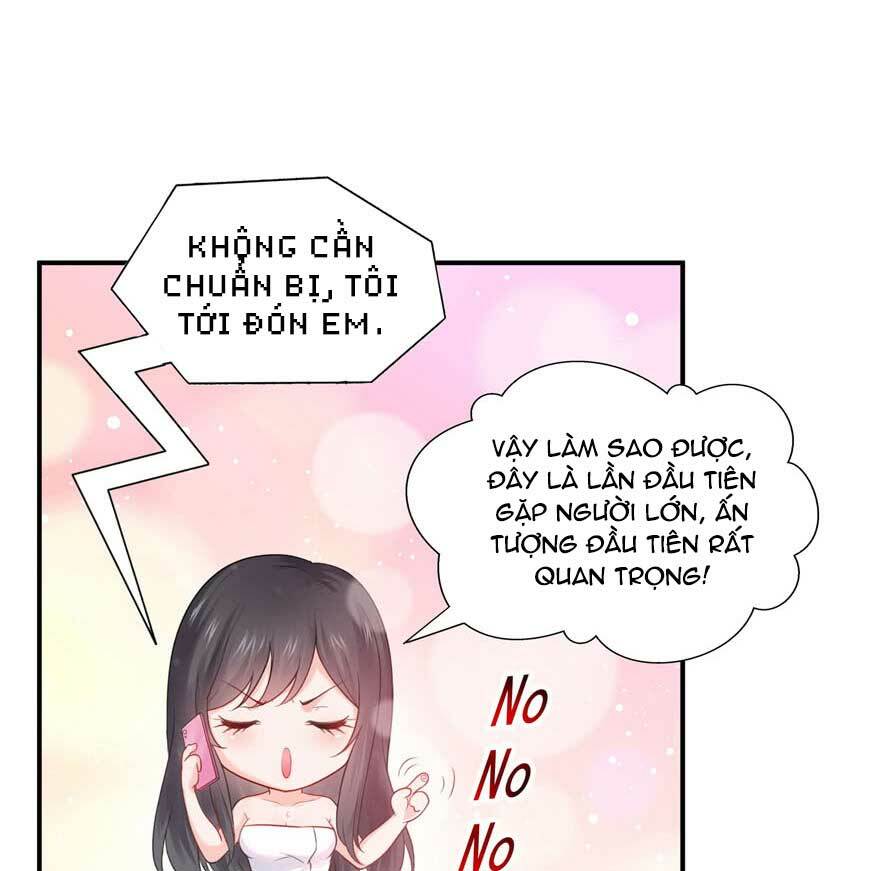 KHÔNG CẦN
CHUẨN BỊ, TÔI
TỚI ĐÓN EM.
VẬY LÀM SAO ĐƯỢC,
ĐÂY LÀ LẦN ĐẦU TIÊN
GẶP NGƯỜI LỚN, ẤN
TƯỢNG ĐẦU TIÊN RẤT
QUAN TRỌNG!
No
No
No